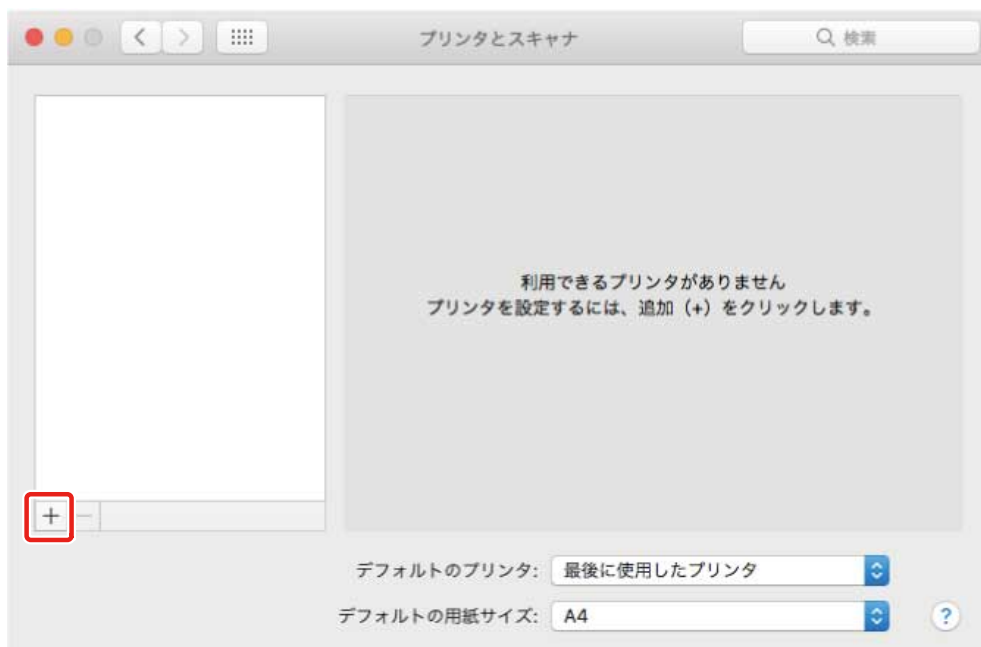 プリンタとスキャナ
検索
利用できるプリンタがありません
プリンタを設定するには、追加（+）をクリックします。
デフォルトのプリンタ: 最後に使用したプリンタ
デフォルトの用紙サイズ: A4